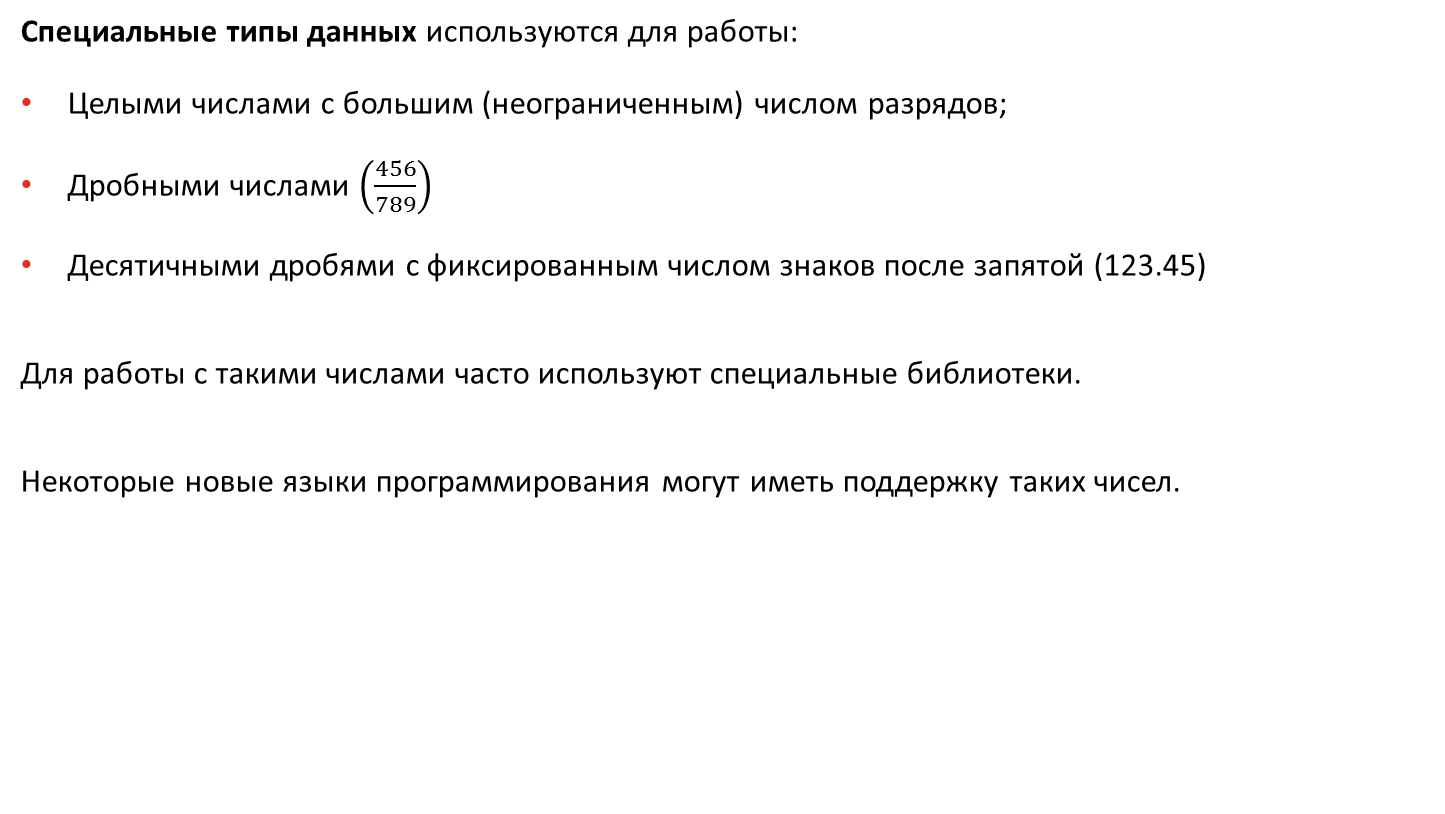 Специальные типы данных используются для работы:
• Целыми числами с большим (неограниченным) числом разрядов;
• Дробными числами (456/789)
• Десятичными дробями с фиксированным числом знаков после запятой (123.45)
Для работы с такими числами часто используют специальные библиотеки.
Некоторые новые языки программирования могут иметь поддержку таких чисел.